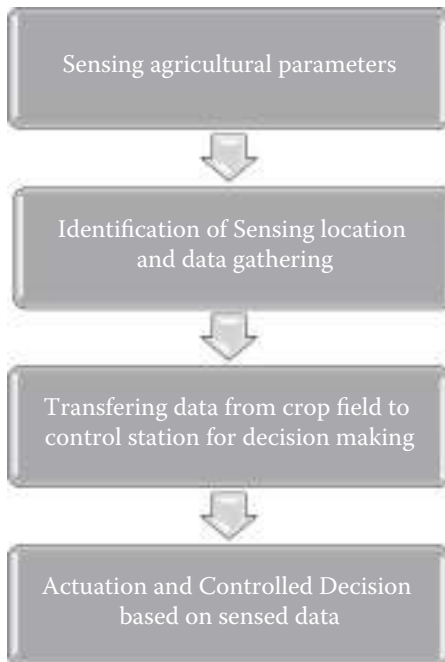 Sensing agricultural parameters
Identification of Sensing location
and data gathering
Transfering data from crop field to
control station for decision making
Actuation and Controlled Decision
based on sensed data